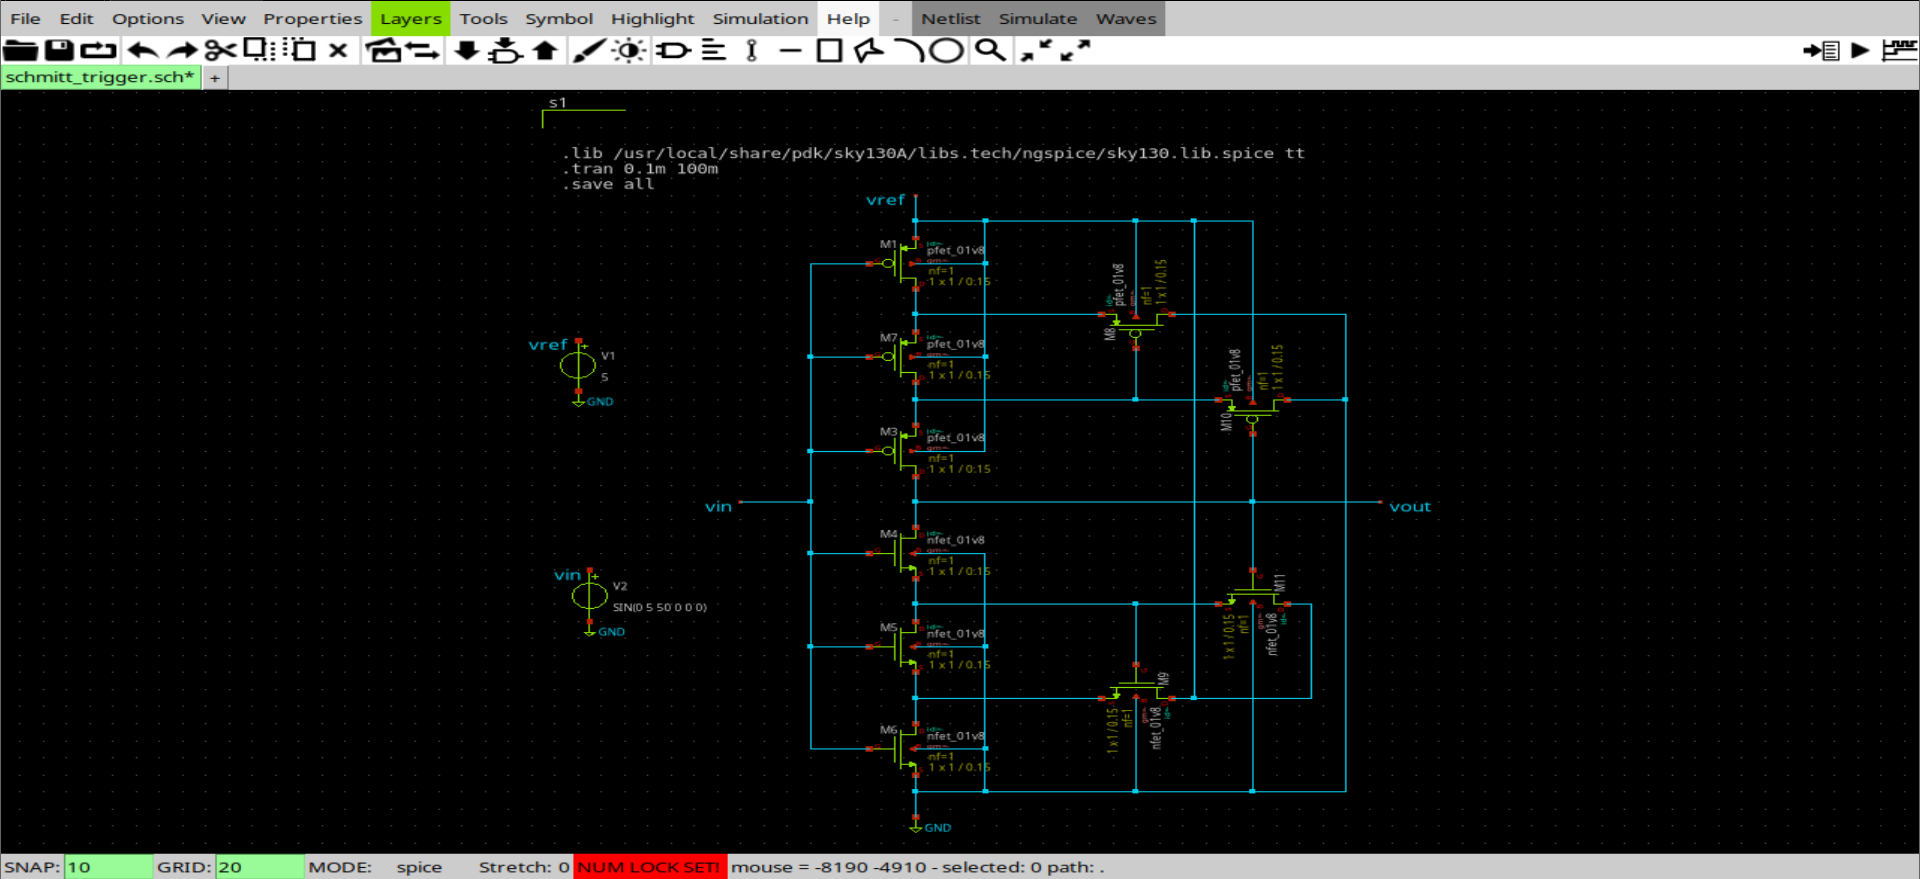 File Edit Options View Properties Layers Tools Symbol Highlight Simulation Help - Netlist Simulate Waves
schmitt_trigger.sch* +
s1
.lib /usr/local/share/pdk/sky130A/libs.tech/ngspice/sky130.lib.spice tt
.tran 0.1m 100m
.save all
vref
M1
pfet_01v8
nf=1
1 x 1 / 0.15
M7
pfet_01v8
nf=1
1 x 1 / 0.15
M3
pfet_01v8
nf=1
1 x 1 / 0.15
M8
pfet_01v8
nf=1
1 x 1 / 0.15
M10
pfet_01v8
nf=1
1 x 1 / 0.15
vref
V1
5
GND
vin
vout
M4
nfet_01v8
nf=1
1 x 1 / 0.15
vin
V2
SIN(0 5 50 0 0 0)
GND
M5
nfet_01v8
nf=1
1 x 1 / 0.15
M11
nfet_01v8
nf=1
1 x 1 / 0.15
M9
nfet_01v8
nf=1
1 x 1 / 0.15
M6
nfet_01v8
nf=1
1 x 1 / 0.15
GND
SNAP: 10 GRID: 20 MODE: spice Stretch: 0 NUM LOCK SET! mouse = -8190 -4910 - selected: 0 path: .